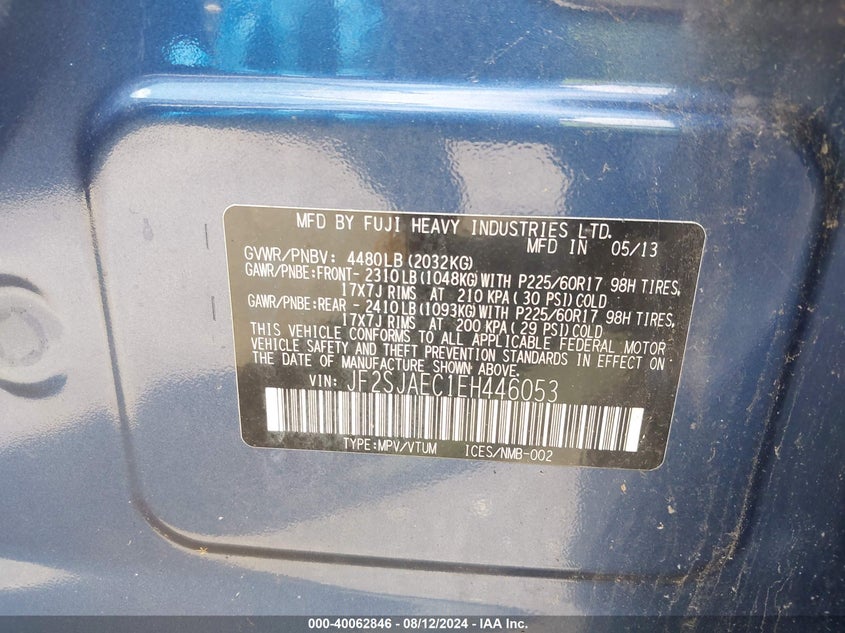 MFD BY FUJI HEAVY INDUSTRIES LTD.
MFD IN 05/13
GVWR/PNBV: 4480LB(2032KG)
GAWR/PNBE:FRONT- 2310LB(1048KG)WITH P225/60R17 98H TIRES,
17X7J RIMS AT 210 KPA( 30 PSI)COLD
GAWR/PNBE:REAR - 2410LB(1093KG)WITH P225/60R17 98H TIRES,
17X7J RIMS AT 200 KPA( 29 PSI)COLD
THIS VEHICLE CONFORMS TO ALL APPLICABLE FEDERAL MOTOR
VEHICLE SAFETY AND THEFT PREVENTION STANDARDS IN EFFECT ON
THE DATE OF MANUFACTURE SHOWN ABOVE.
VIN: JF2SJAEC1EH446053
TYPE:MPV/VTUM ICES/NMB-002
000-40062846 - 08/12/2024 - IAA Inc.